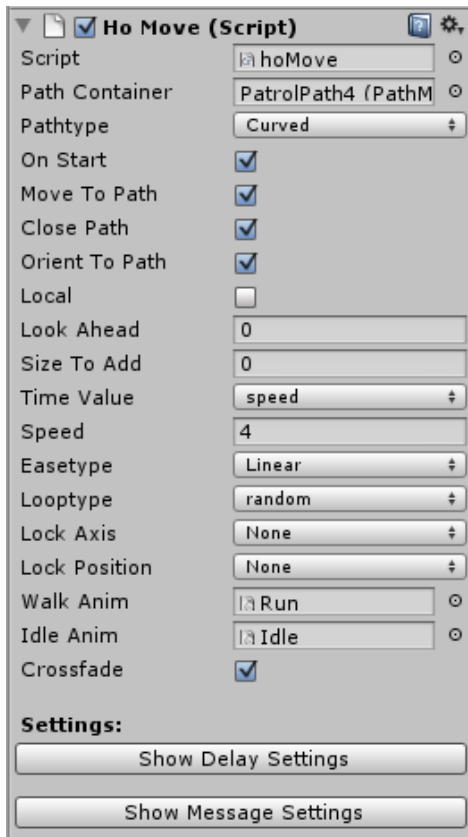 Ho Move (Script)
Script hoMove
Path Container PatrolPath4 (PathM
Pathtype Curved
On Start
Move To Path
Close Path
Orient To Path
Local
Look Ahead 0
Size To Add 0
Time Value speed
Speed 4
Easetype Linear
Looptype random
Lock Axis None
Lock Position None
Walk Anim Run
Idle Anim Idle
Crossfade
Settings:
Show Delay Settings
Show Message Settings